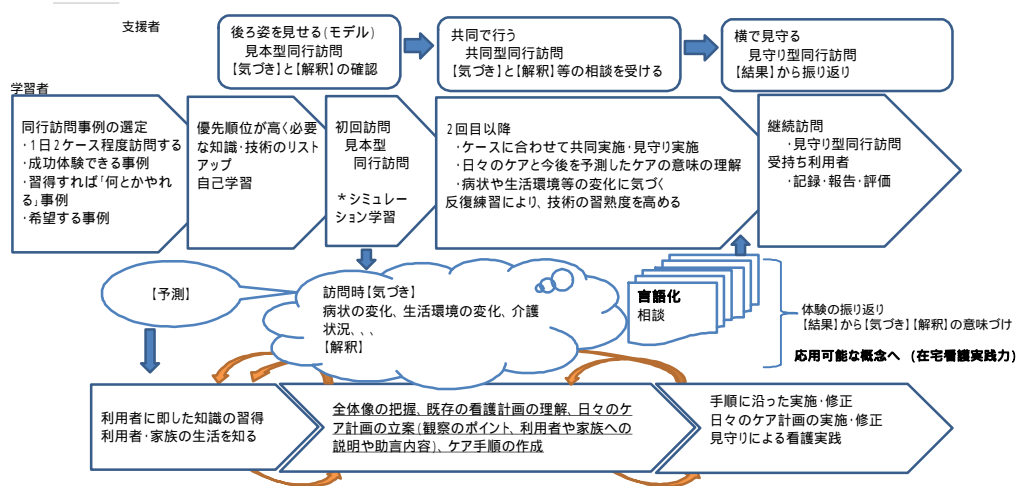 支援者
後ろ姿を見せる(モデル)
見本型同行訪問
【気づき】と【解釈】の確認
共同で行う
共同型同行訪問
【気づき】と【解釈】等の相談を受ける
横で見守る
見守り型同行訪問
【結果】から振り返り
学習者
同行訪問事例の選定
・1日2ケース程度訪問する
・成功体験できる事例
・習得すれば「何とかやれ
る」事例
・希望する事例
優先順位が高く必要
な知識・技術のリスト
アップ
自己学習
初回訪問
見本型
同行訪問
*シミュレー
ション学習
2回目以降
・ケースに合わせて共同実施・見守り実施
・日々のケアと今後を予測したケアの意味の理解
・病状や生活環境等の変化に気づく
反復練習により、技術の習熟度を高める
継続訪問
・見守り型同行訪問
受持ち利用者
・記録・報告・評価
【予測】
訪問時【気づき】
病状の変化、生活環境の変化、介護
状況、、、
【解釈】
言語化
相談
体験の振り返り
【結果】から【気づき】【解釈】の意味づけ
応用可能な概念へ (在宅看護実践力)
利用者に即した知識の習得
利用者・家族の生活を知る
全体像の把握、既存の看護計画の理解、日々のケ
ア計画の立案(観察のポイント、利用者や家族への
説明や助言内容)、ケア手順の作成
手順に沿った実施・修正
日々のケア計画の実施・修正
見守りによる看護実践